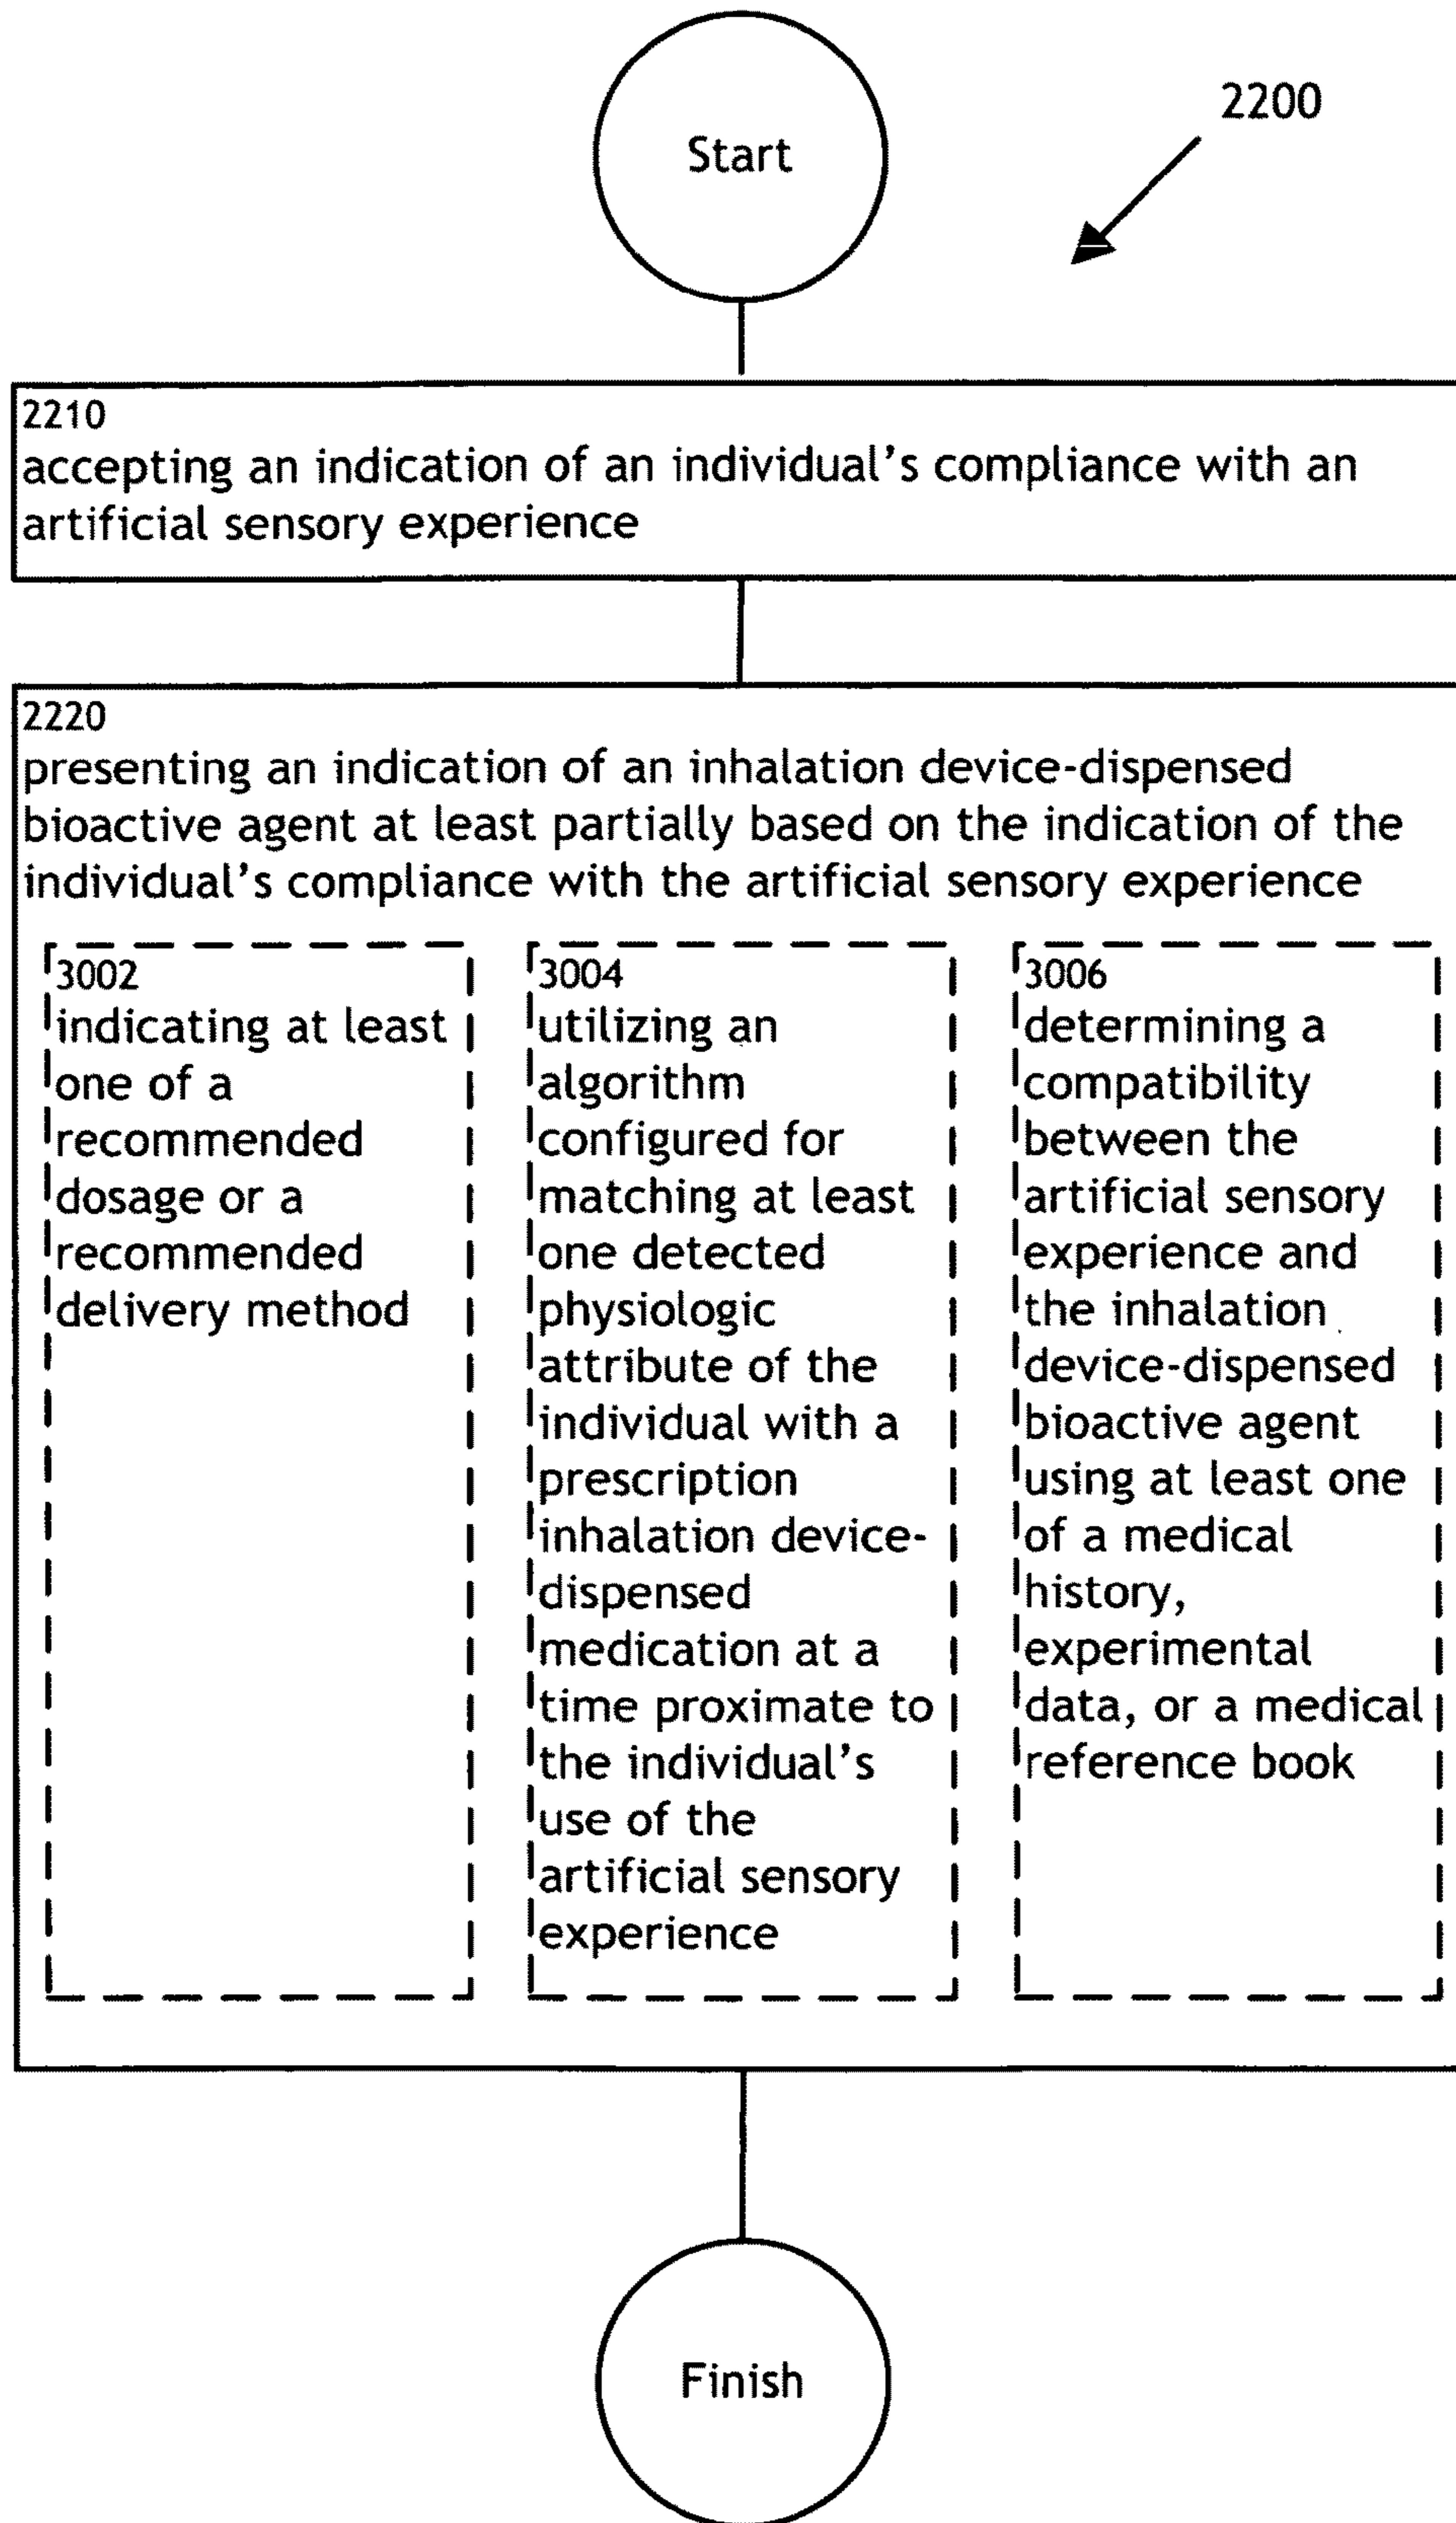 Start
2200
2210
accepting an indication of an individual's compliance with an
artificial sensory experience
2220
presenting an indication of an inhalation device-dispensed
bioactive agent at least partially based on the indication of the
individual's compliance with the artificial sensory experience
3002
indicating at least
one of a
recommended
dosage or a
recommended
delivery method
3004
utilizing an
algorithm
configured for
matching at least
one detected
physiologic
attribute of the
individual with a
prescription
inhalation device-
dispensed
medication at a
time proximate to
the individual's
use of the
artificial sensory
experience
3006
determining a
compatibility
between the
artificial sensory
experience and
the inhalation
device-dispensed
bioactive agent
using at least one
of a medical
history,
experimental
data, or a medical
reference book
Finish